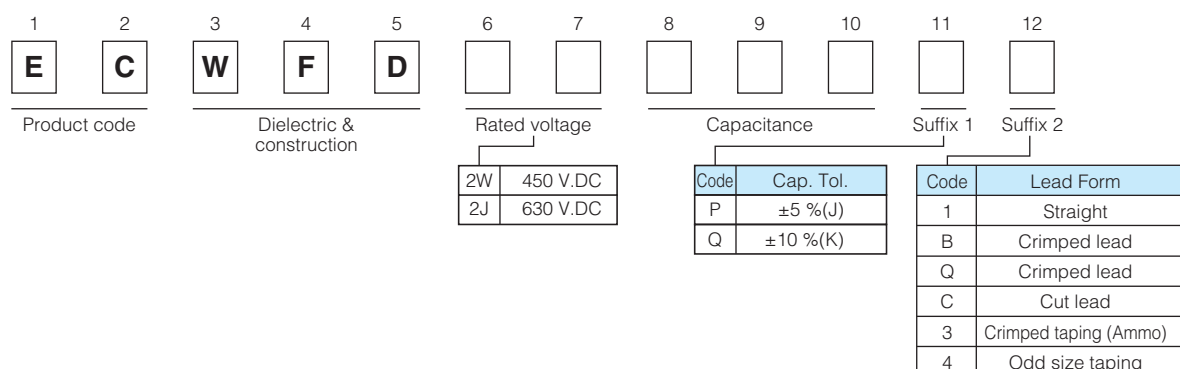 1 2 3 4 5 6 7 8 9 10 11 12
E C W F D
Product code Dielectric & Rated voltage Capacitance Suffix 1 Suffix 2
construction
2W 450 V.DC
2J 630 V.DC
Code Cap. Tol.
P ±5 %(J)
Q ±10 %(K)
Code Lead Form
1 Straight
B Crimped lead
Q Crimped lead
C Cut lead
3 Crimped taping (Ammo)
4 Odd size taping